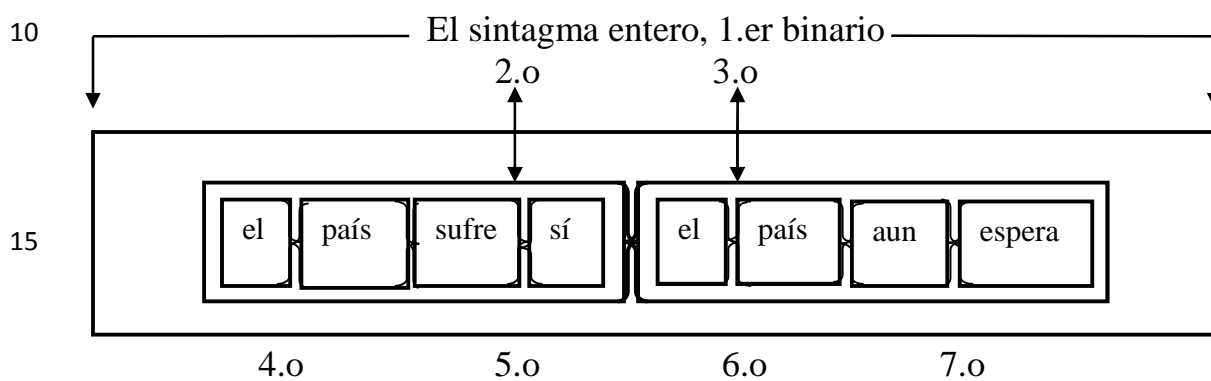 10 El sintagma entero, 1.er binario
2.o 3.o
15 el país sufre sí el país aun espera
4.o 5.o 6.o 7.o